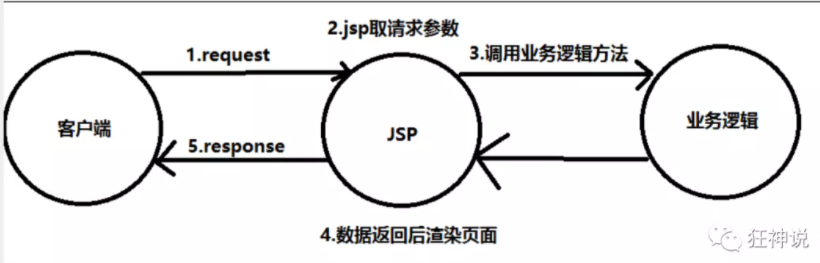 2.jsp取请求参数
1.request
3.调用业务逻辑方法
客户端
JSP
业务逻辑
5.response
4.数据返回后渲染页面
狂神说